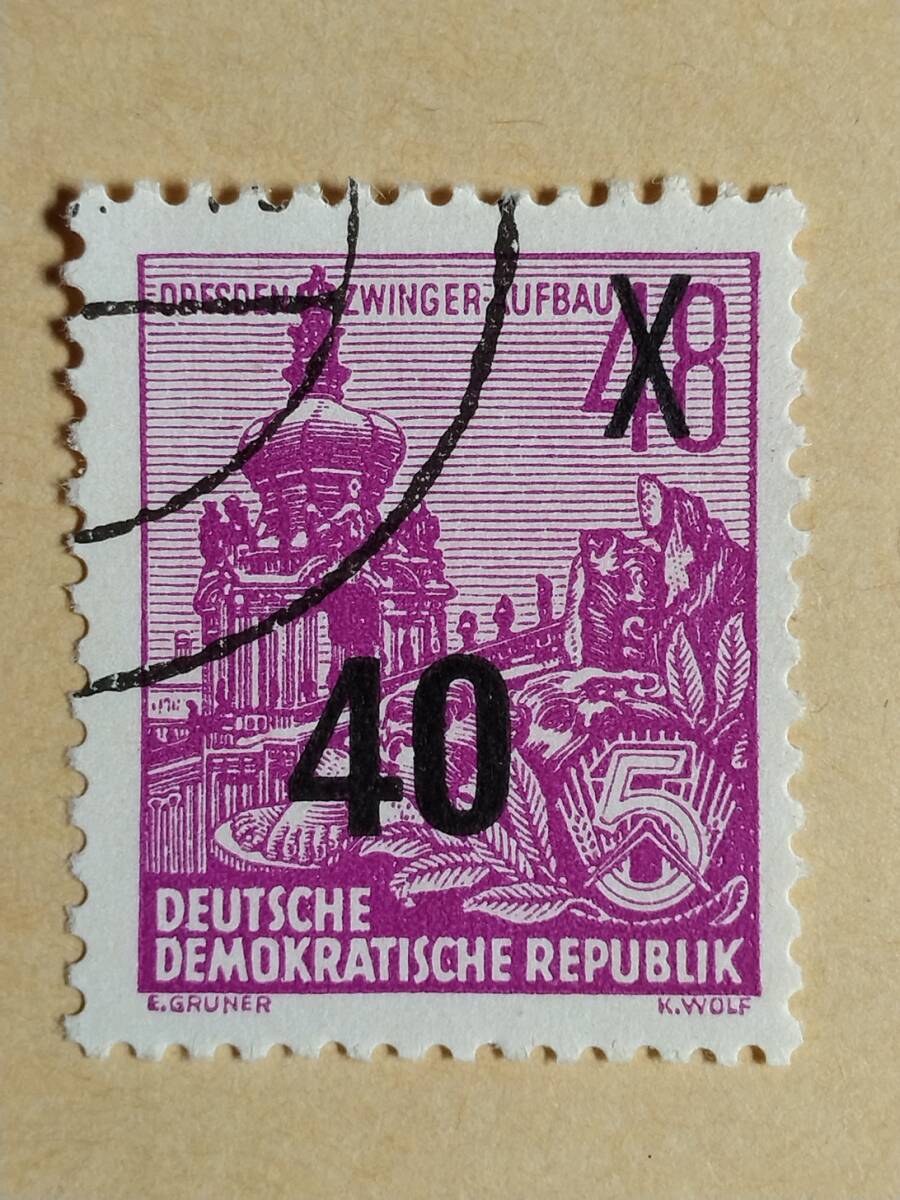 DRESDEN ZWINGER-AUFBAU
48
X
40
5
DEUTSCHE
DEMOKRATISCHE REPUBLIK
E.GRUNER K.WOLF